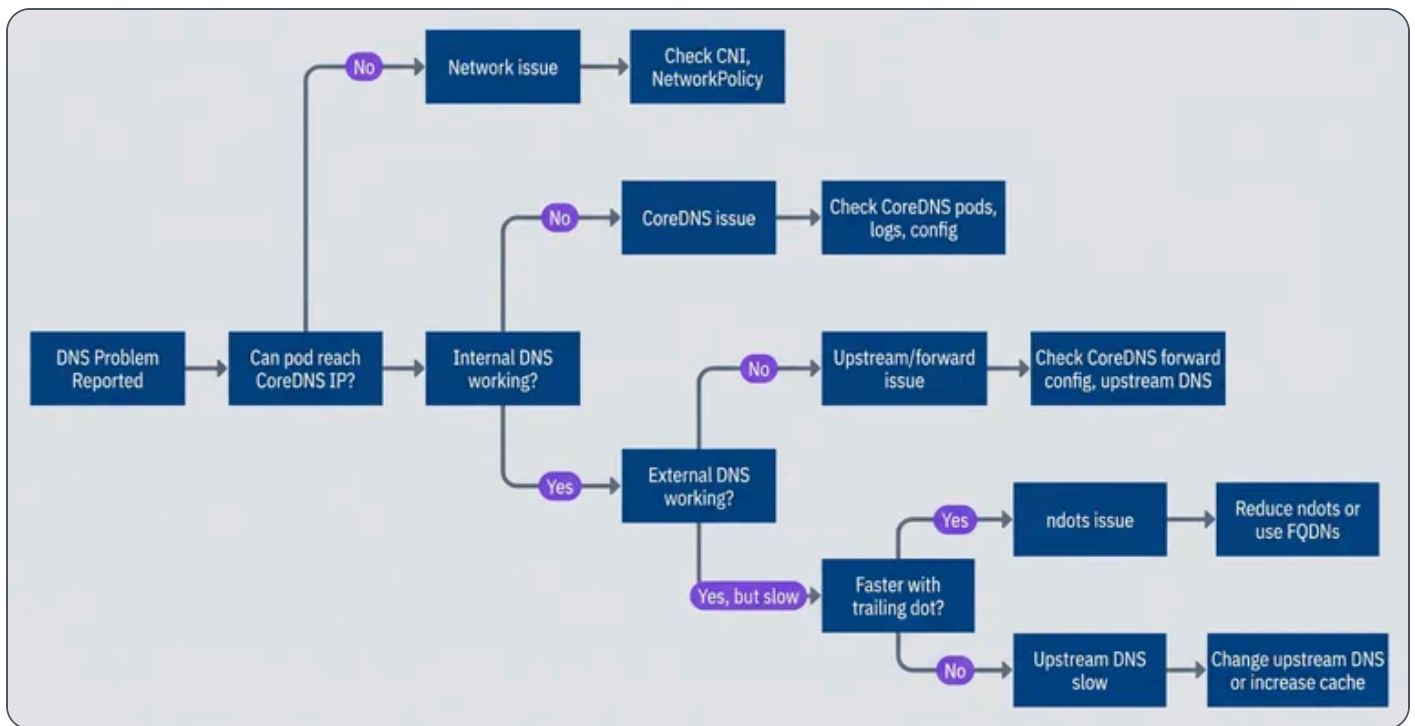 No
Network issue
Check CNI,
NetworkPolicy
No
CoreDNS issue
Check CoreDNS pods,
logs, config
DNS Problem
Reported
Can pod reach
CoreDNS IP?
Internal DNS
working?
No
Upstream/forward
issue
Check CoreDNS forward
config, upstream DNS
Yes
External DNS
working?
Yes
ndots issue
Reduce ndots or
use FQDNs
Yes, but slow
Faster with
trailing dot?
No
Upstream DNS
slow
Change upstream DNS
or increase cache